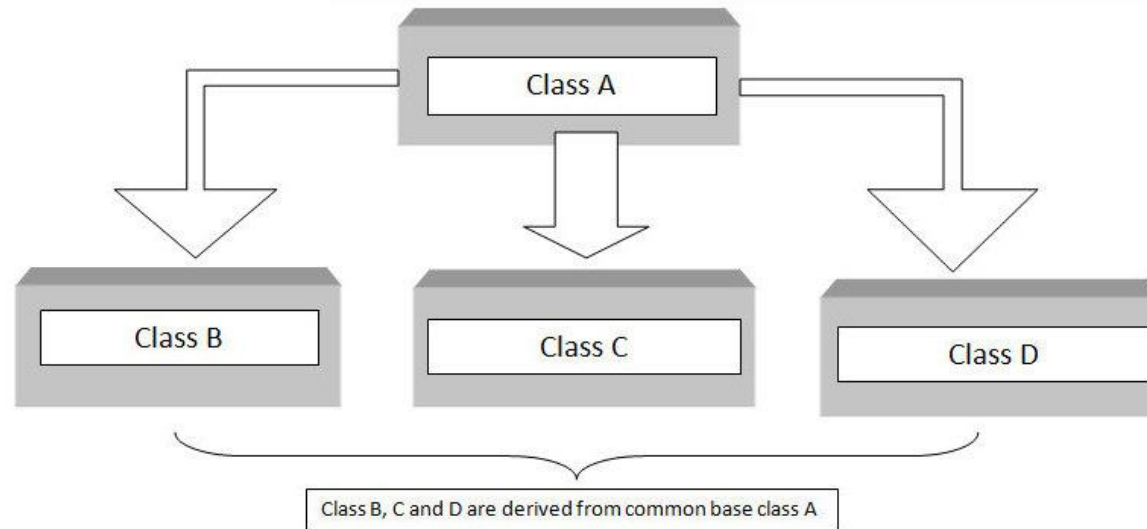 Class A
Class B
Class C
Class D
Class B, C and D are derived from common base class A